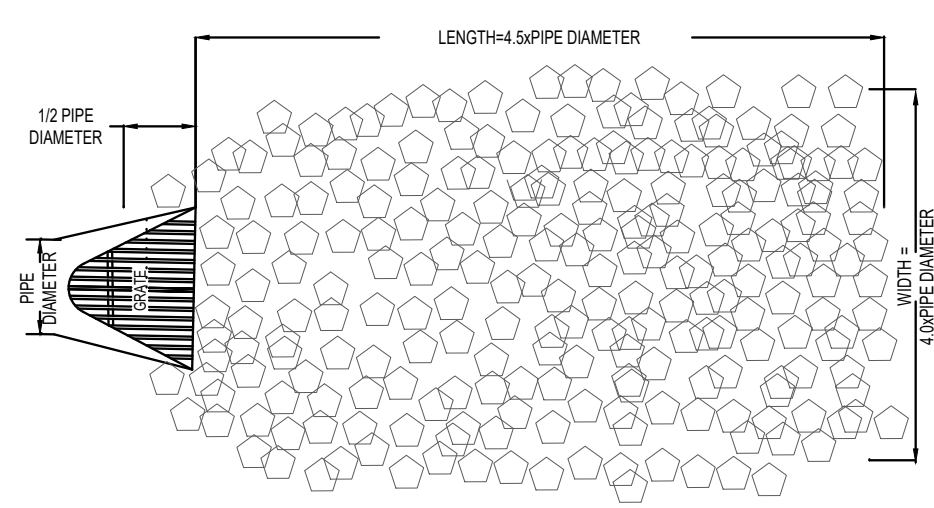 LENGTH=4.5xPIPE DIAMETER
1/2 PIPE
DIAMETER
PIPE
DIAMETER
GRATE
WIDTH =
4.0xPIPE DIAMETER